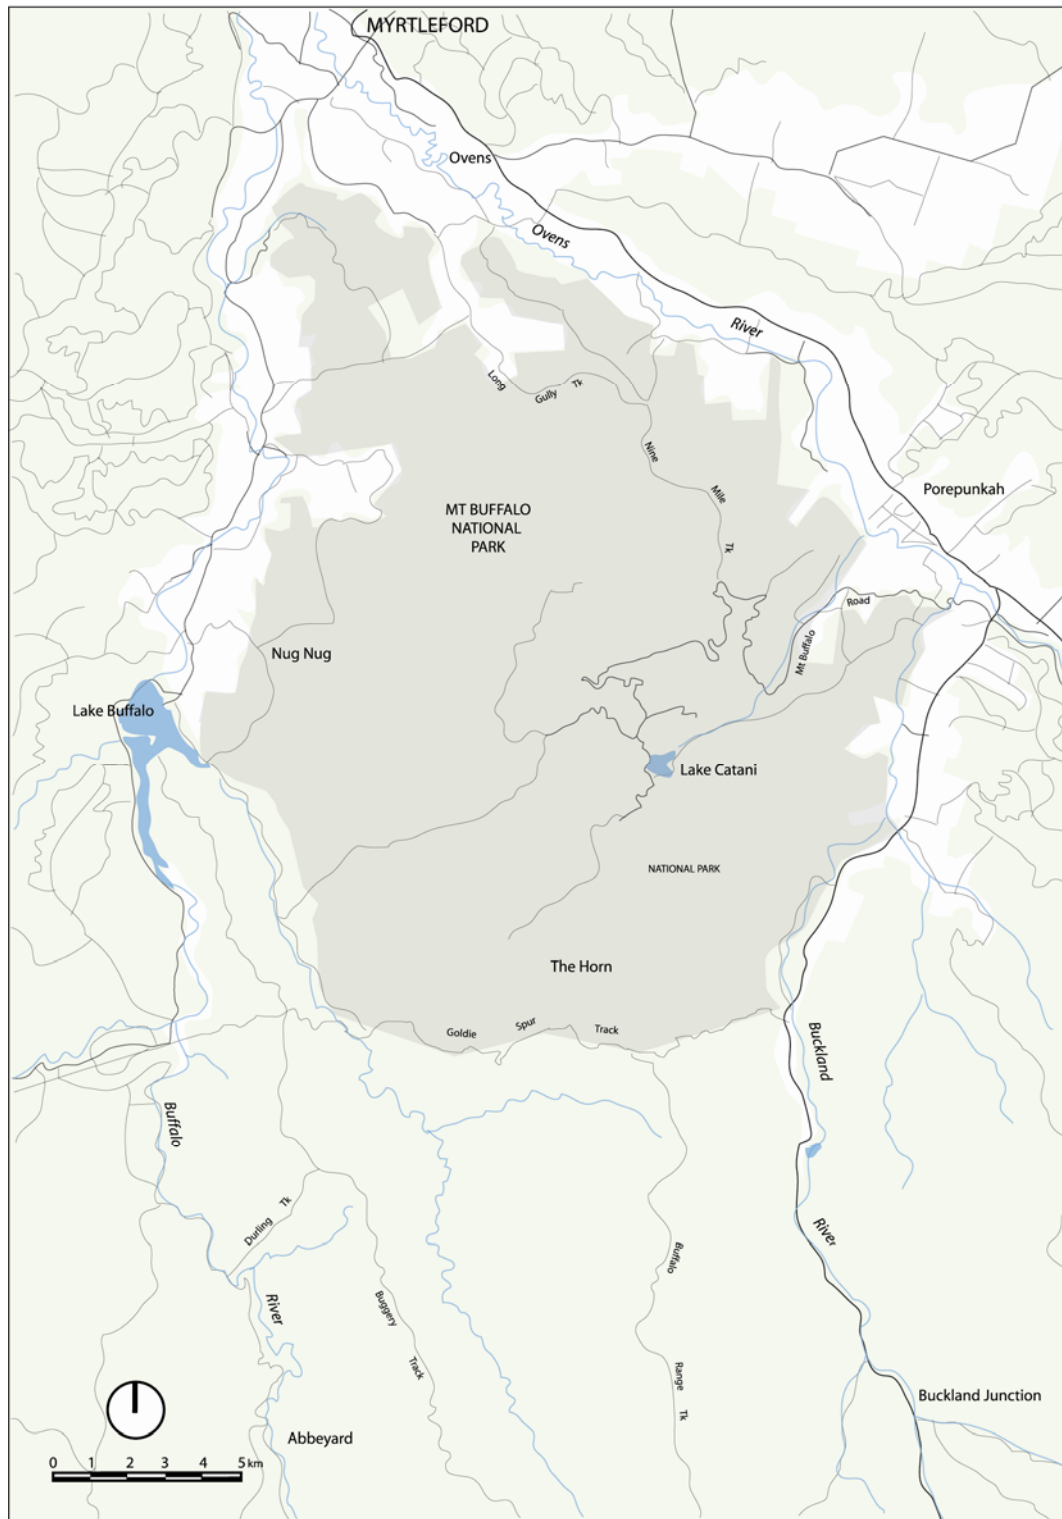 MYRTLEFORD
Ovens
Ovens
River
Long
Gully
Tk
Nine
Mile
Tk
Porepunkah
MT BUFFALO
NATIONAL
PARK
Road
Mt Buffalo
Nug Nug
Lake Buffalo
Lake Catani
NATIONAL PARK
The Horn
Goldie
Spur
Track
Buckland
River
Buffalo
River
Durling
Tk
Buggery
Track
Buffalo
Range
Tk
Buckland Junction
Abbeyard
0 1 2 3 4 5 km